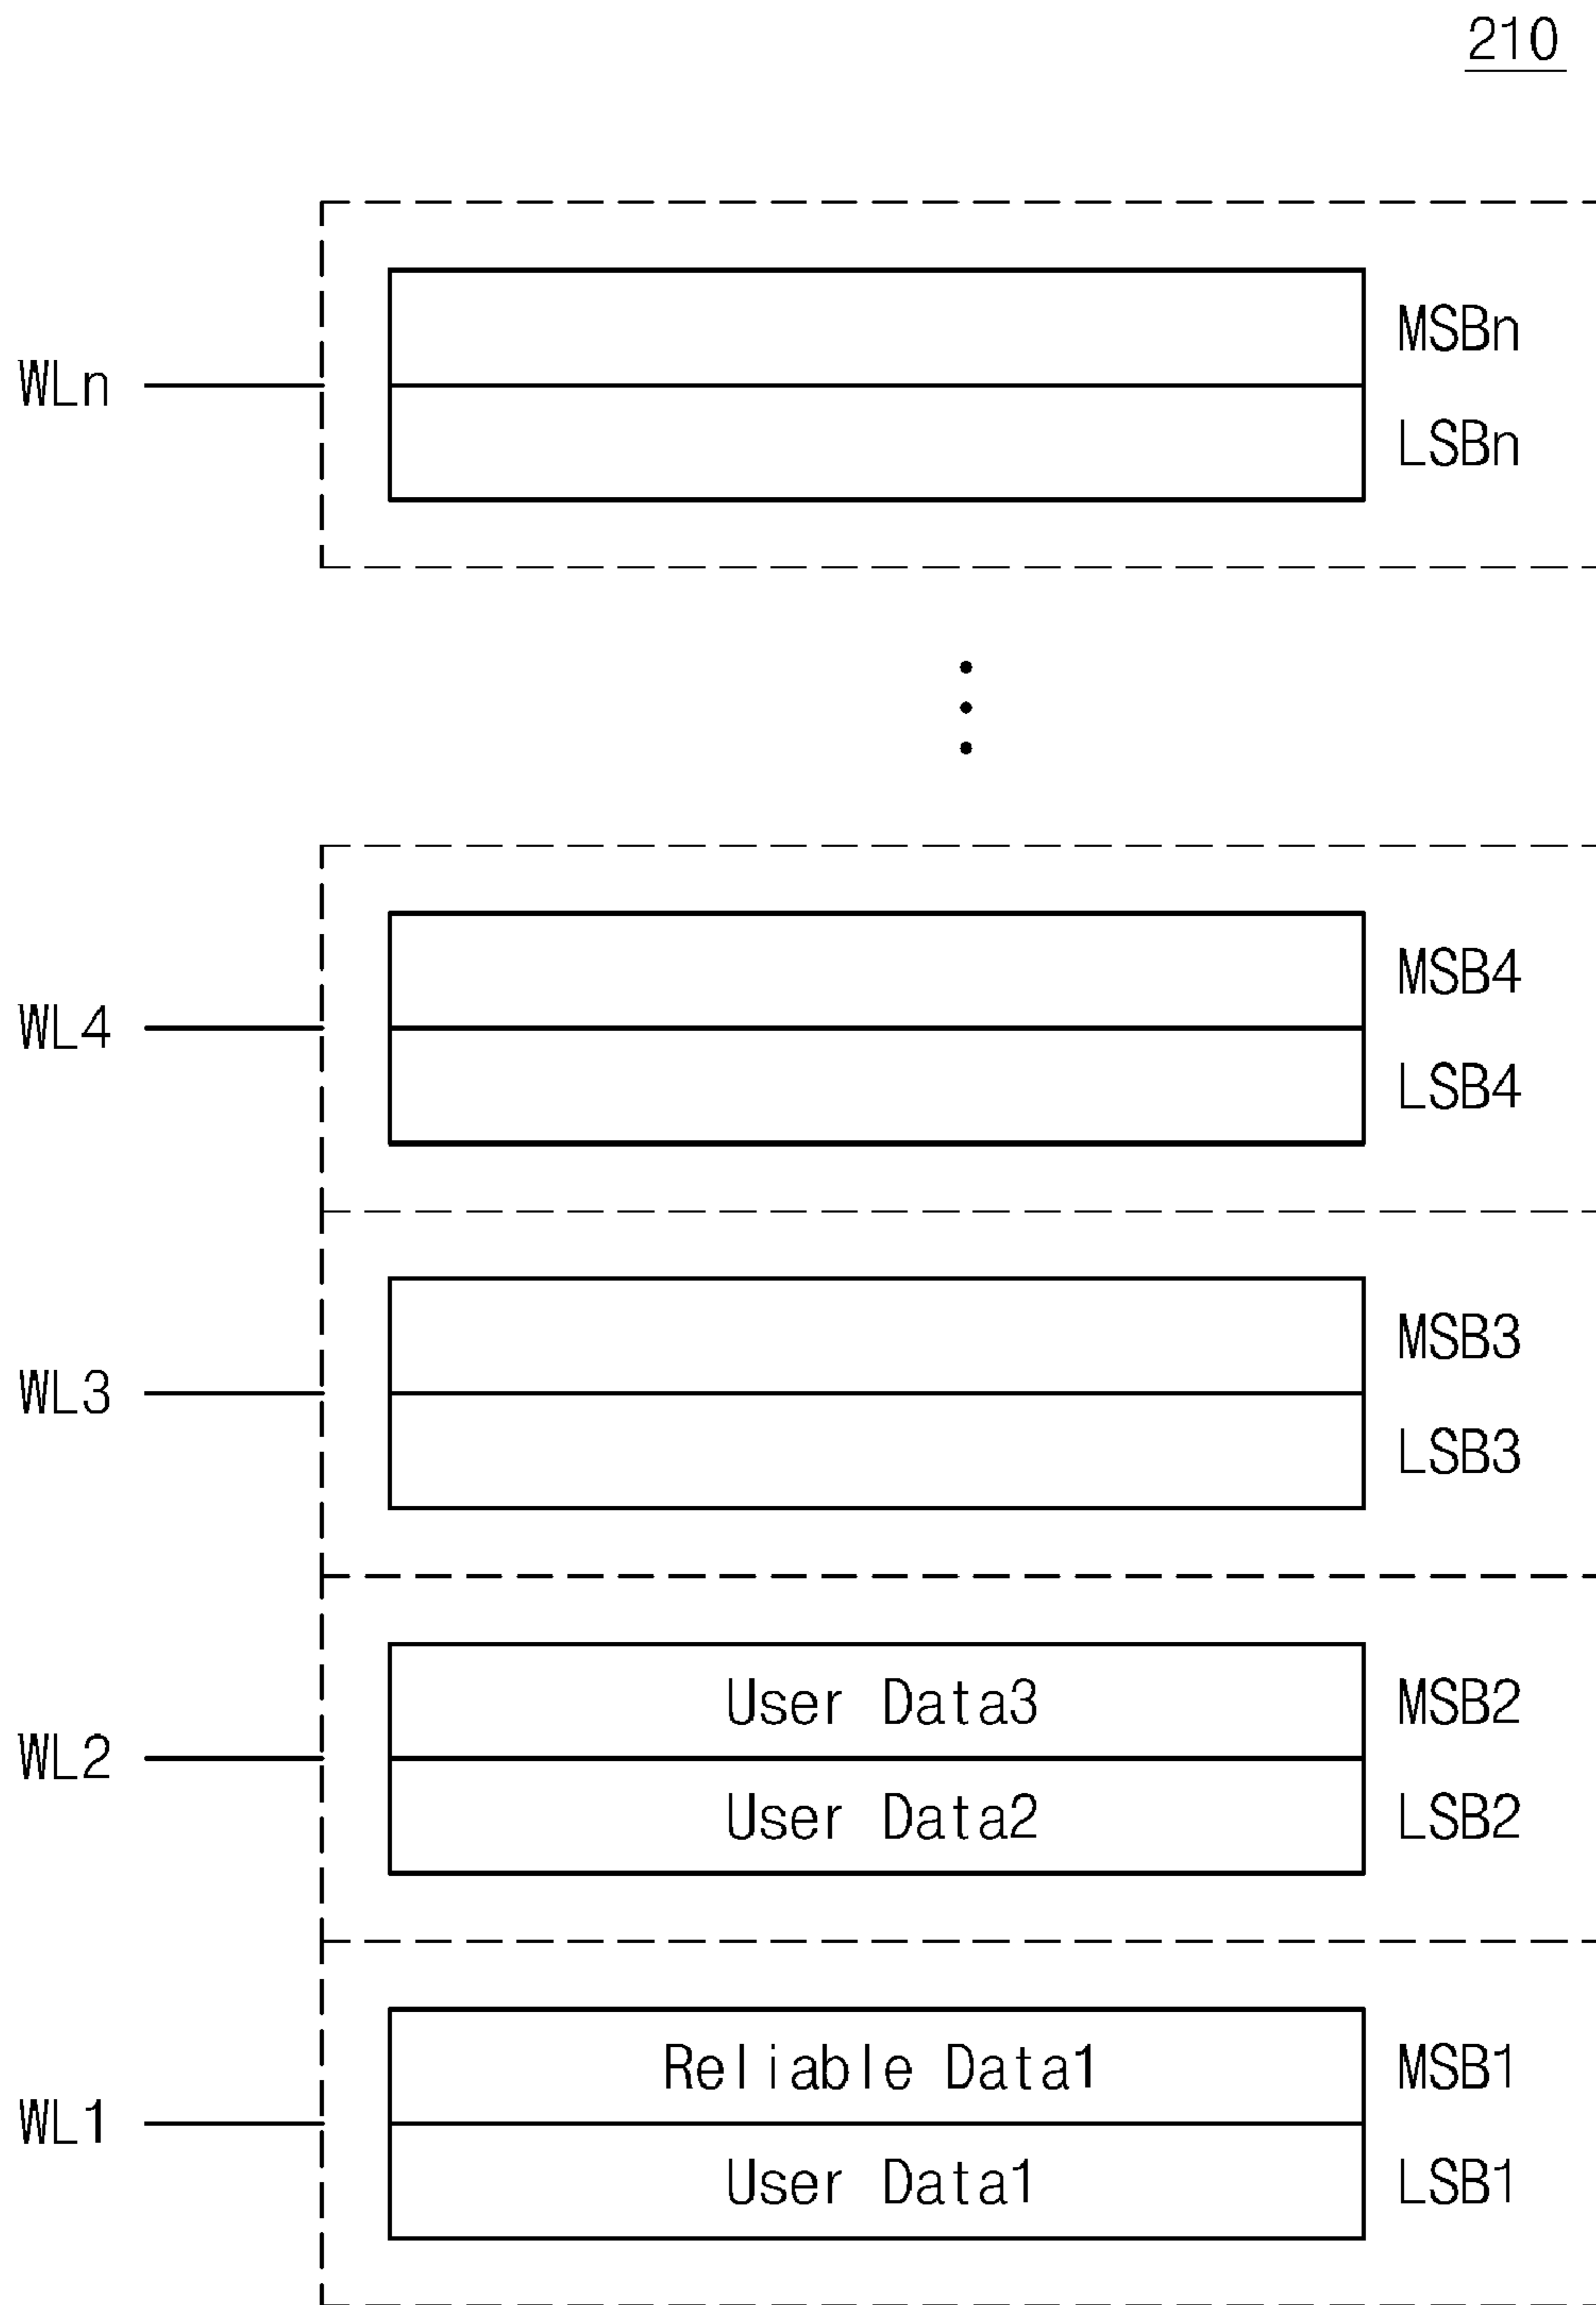 210
MSBn
WLn
LSBn
MSB4
WL4
LSB4
MSB3
WL3
LSB3
User Data3 MSB2
WL2
User Data2 LSB2
Reliable Data1 MSB1
WL1
User Data1 LSB1